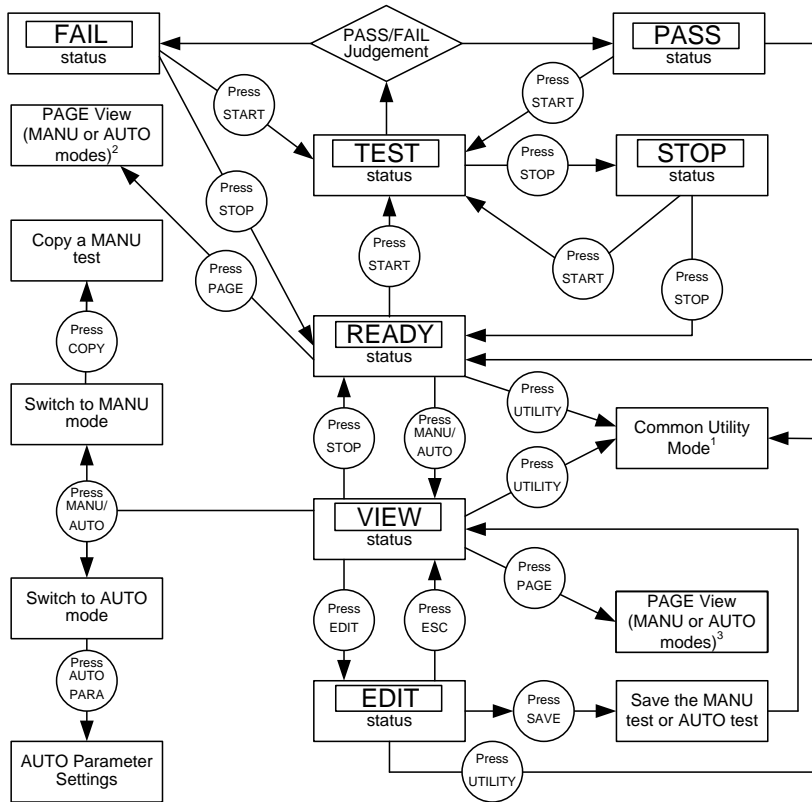 FAIL
status
PASS/FAIL
Judgement
PASS
status
Press
START
Press
START
PAGE View
(MANU or AUTO
modes)2
TEST
status
Press
STOP
STOP
status
Press
STOP
Copy a MANU
test
Press
START
Press
START
Press
STOP
Press
PAGE
READY
status
Press
COPY
Switch to MANU
mode
Press
STOP
Press
MANU/
AUTO
Press
UTILITY
Common Utility
Mode1
Press
UTILITY
Press
MANU/
AUTO
VIEW
status
Press
PAGE
Switch to AUTO
mode
Press
EDIT
Press
ESC
PAGE View
(MANU or AUTO
modes)3
Press
AUTO
PARA
EDIT
status
Press
SAVE
Save the MANU
test or AUTO test
AUTO Parameter
Settings
Press
UTILITY